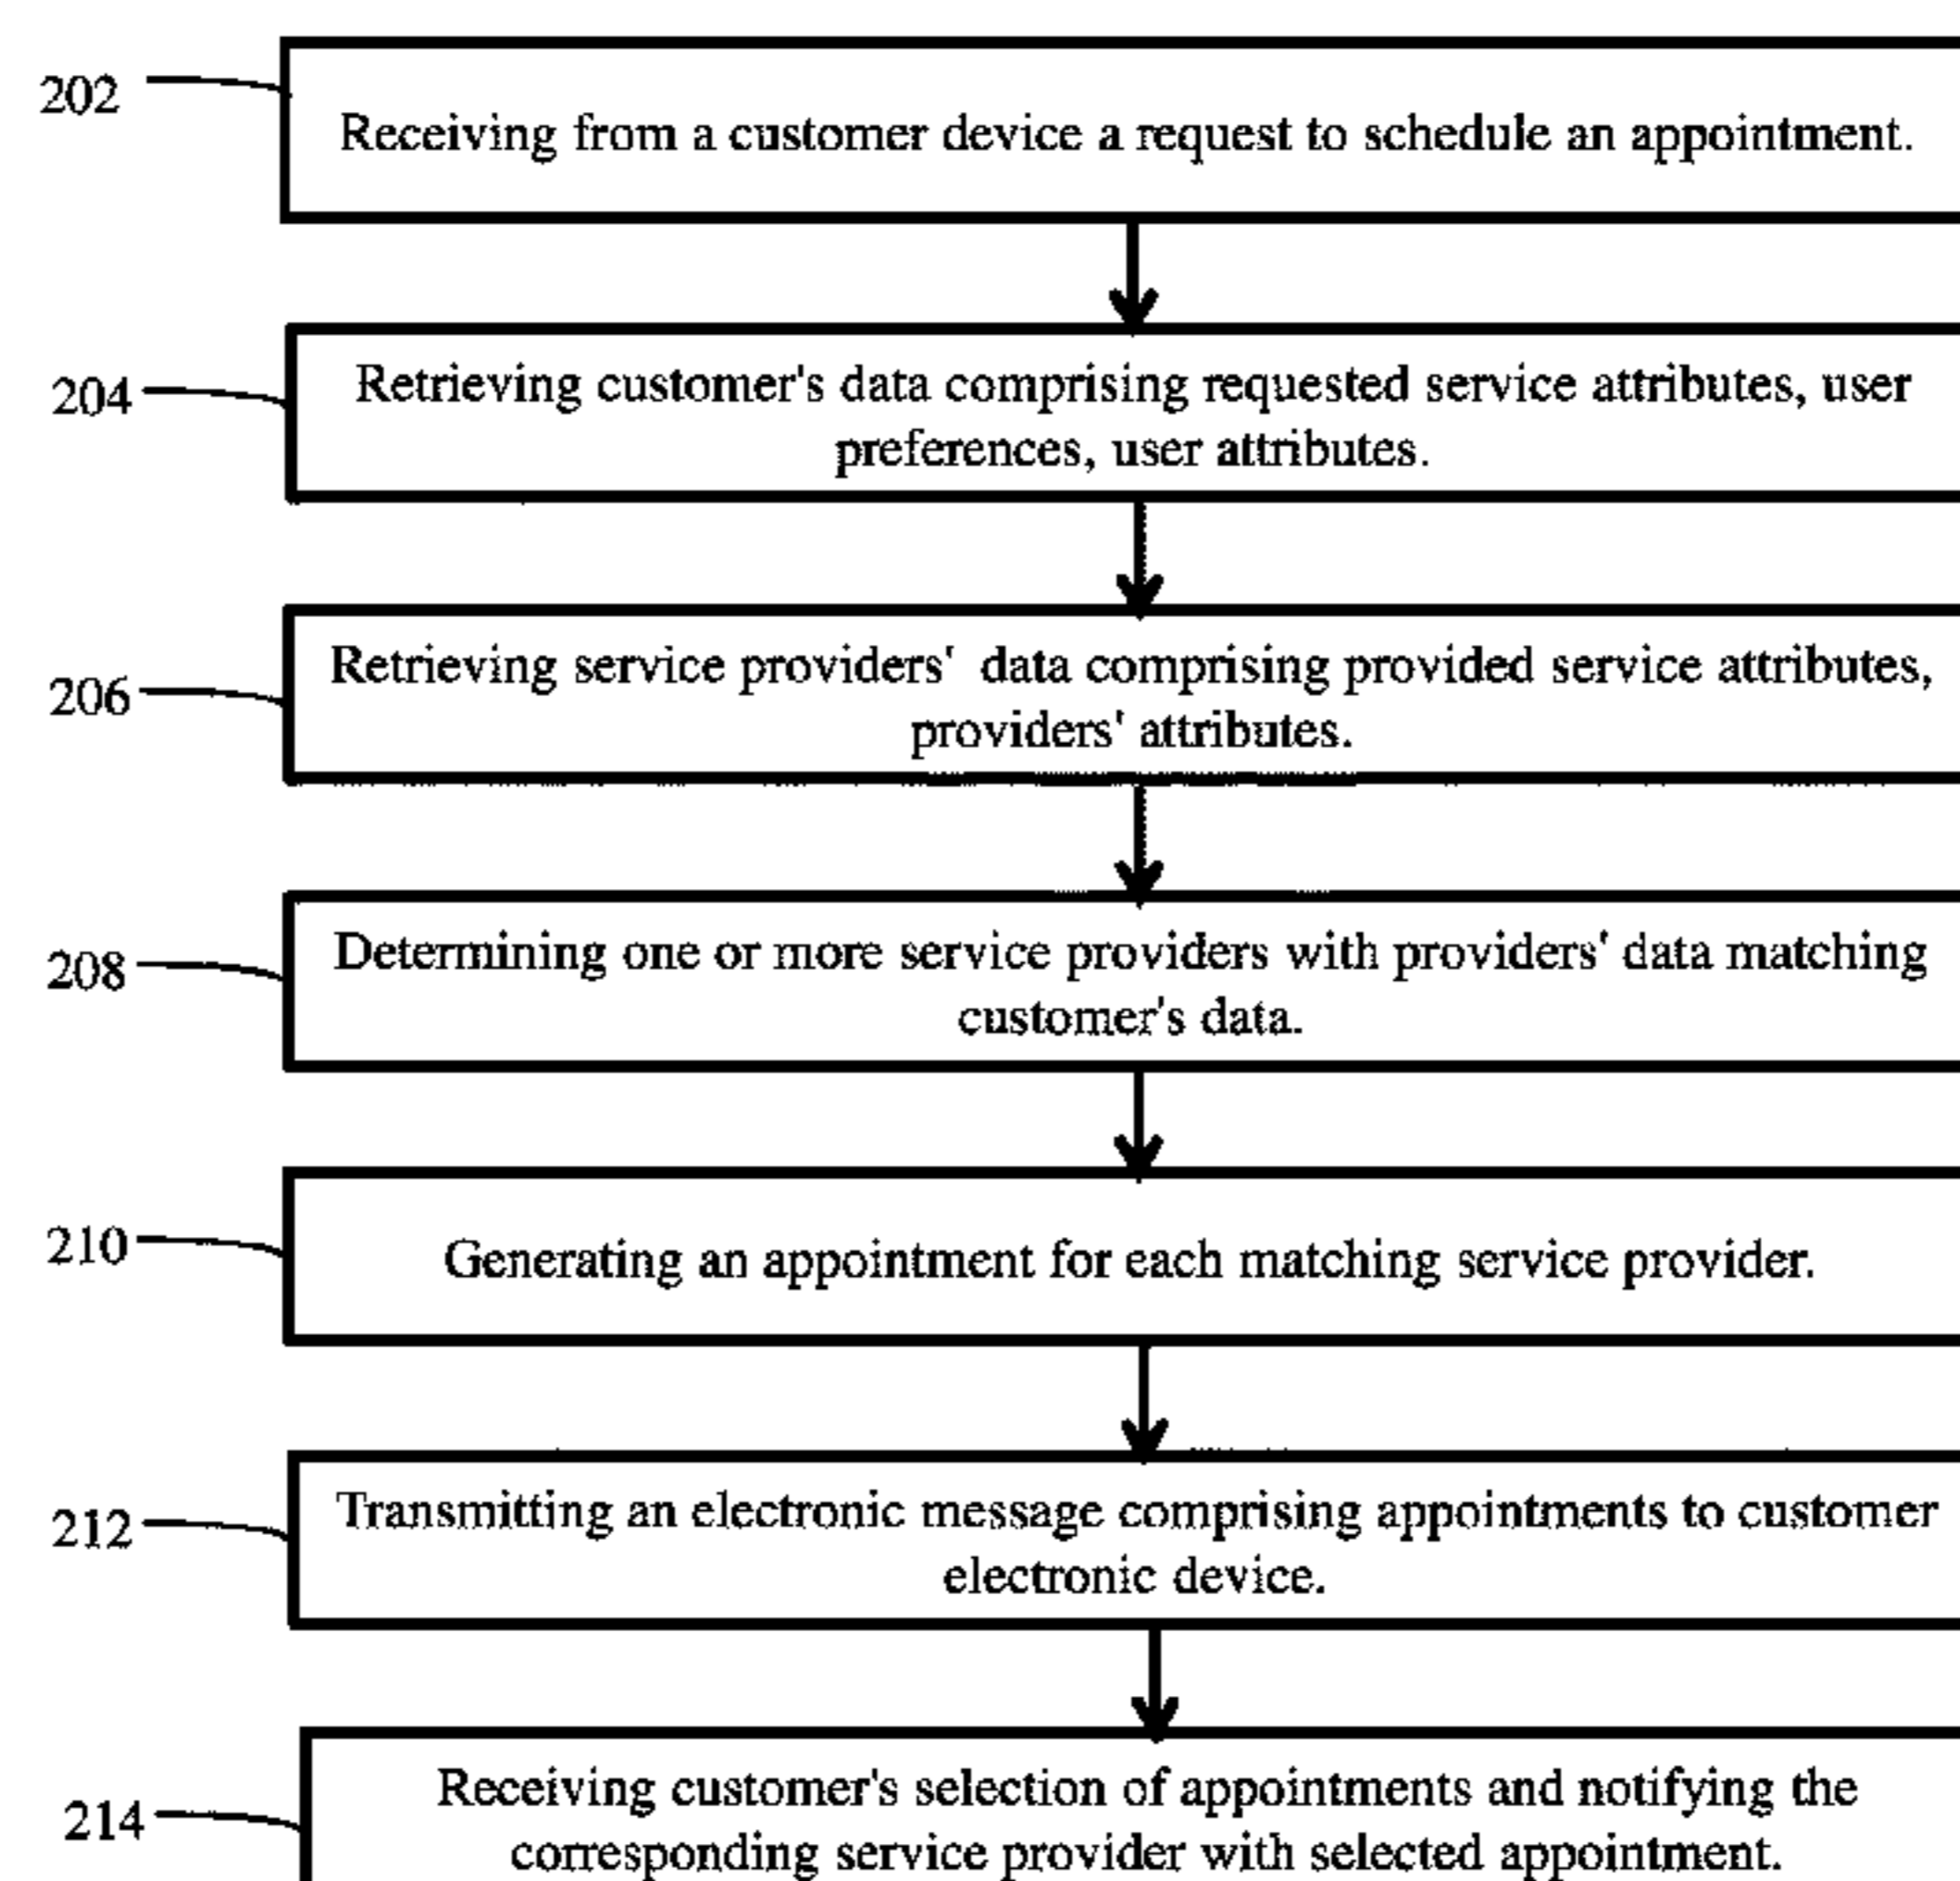 202
Receiving from a customer device a request to schedule an appointment.
204
Retrieving customer's data comprising requested service attributes, user
preferences, user attributes.
206
Retrieving service providers' data comprising provided service attributes,
providers' attributes.
208
Determining one or more service providers with providers' data matching
customer's data.
210
Generating an appointment for each matching service provider.
212
Transmitting an electronic message comprising appointments to customer
electronic device.
214
Receiving customer's selection of appointments and notifying the
corresponding service provider with selected appointment.